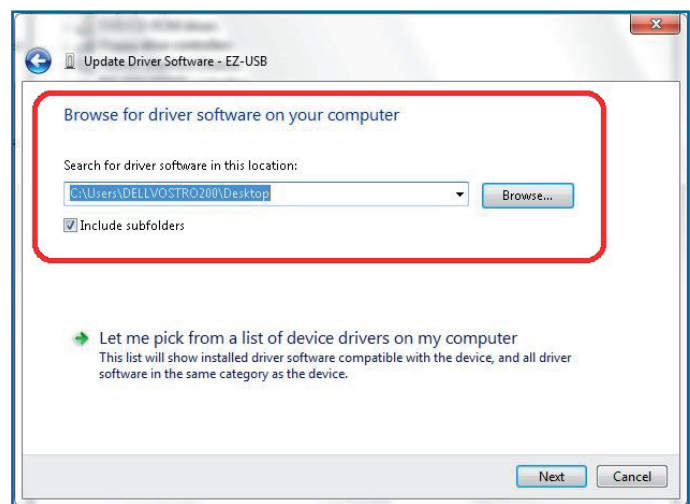 Update Driver Software - EZ-USB
Browse for driver software on your computer
Search for driver software in this location:
C:\Users\DELLVOSTRO200\Desktop
Browse...
Include subfolders
Let me pick from a list of device drivers on my computer
This list will show installed driver software compatible with the device, and all driver
software in the same category as the device.
Next
Cancel